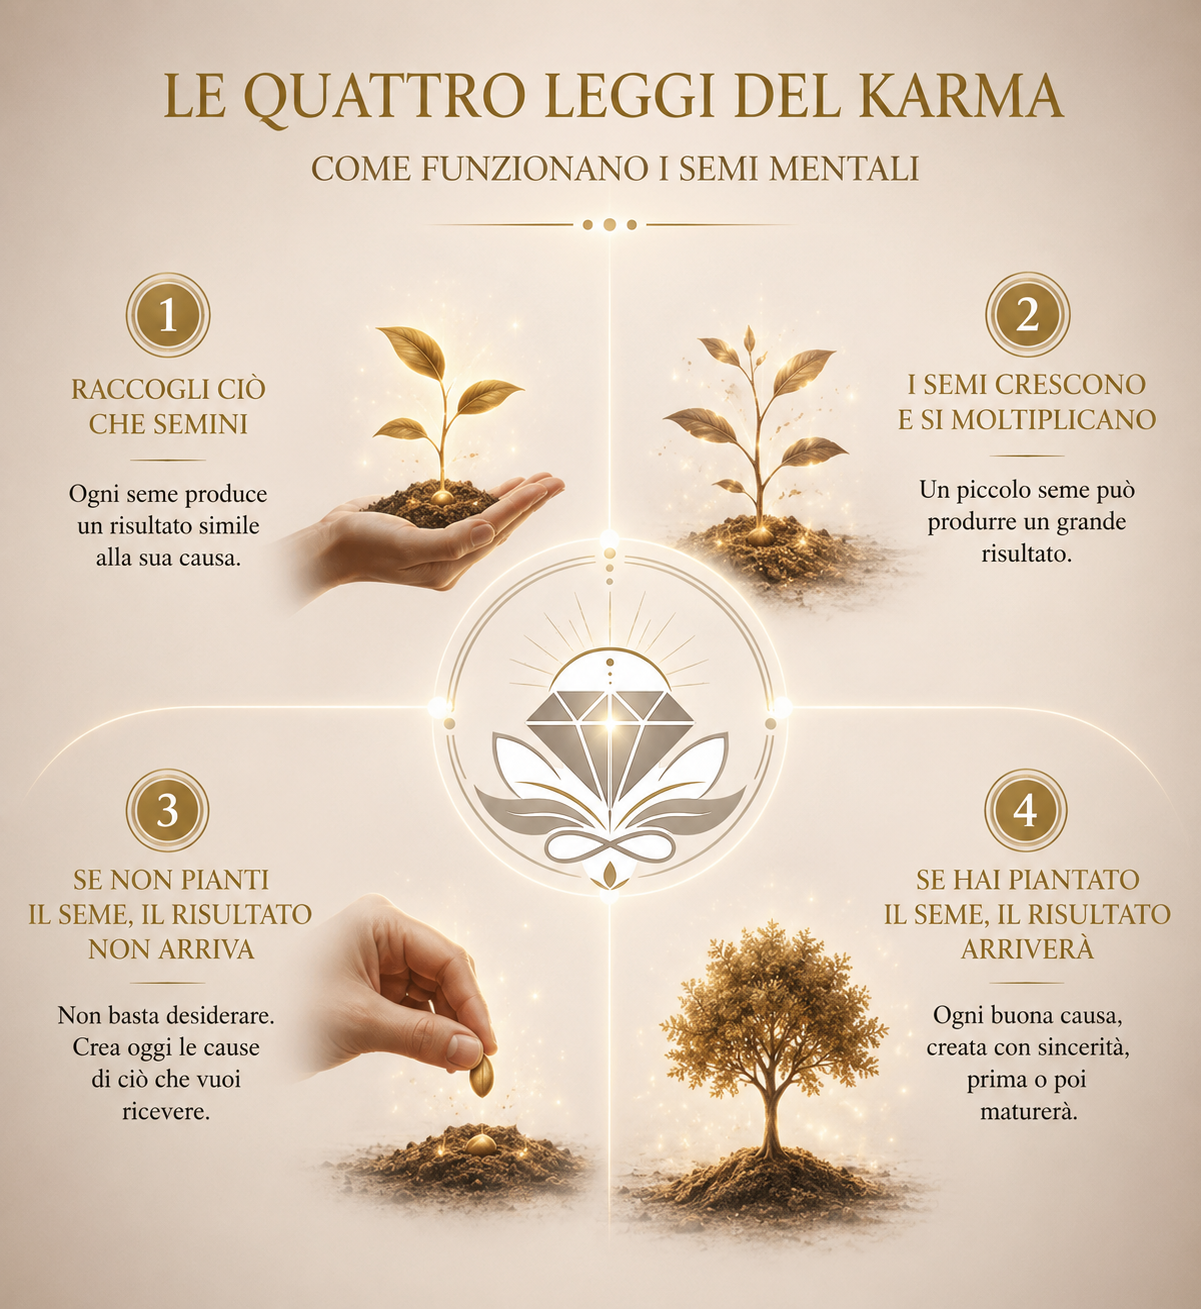 LE QUATTRO LEGGI DEL KARMA
COME FUNZIONANO I SEMI MENTALI
1
RACCOGLI CIÒ
CHE SEMINI
Ogni seme produce
un risultato simile
alla sua causa.
2
I SEMI CRESCONO
E SI MOLTIPLICANO
Un piccolo seme può
produrre un grande
risultato.
3
SE NON PIANTI
IL SEME, IL RISULTATO
NON ARRIVA
Non basta desiderare.
Crea oggi le cause
di ciò che vuoi
ricevere.
4
SE HAI PIANTATO
IL SEME, IL RISULTATO
ARRIVERÀ
Ogni buona causa,
creata con sincerità,
prima o poi
maturerà.